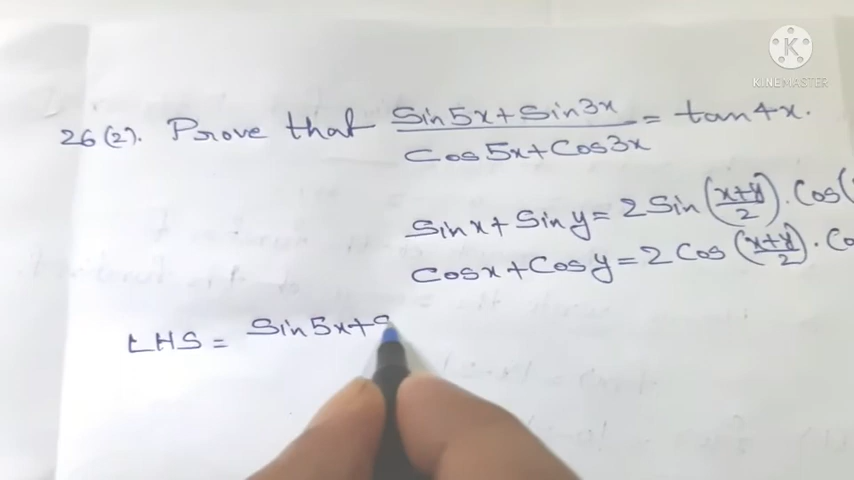 K
KINEMASTER
26(2). Prove that (Sin5x+Sin3x)/(Cos5x+Cos3x) = tan4x.
Sinx+Siny=2Sin((x+y)/2).Cos(
Cosx+Cosy=2Cos((x+y)/2).Co
LHS = Sin5x+S